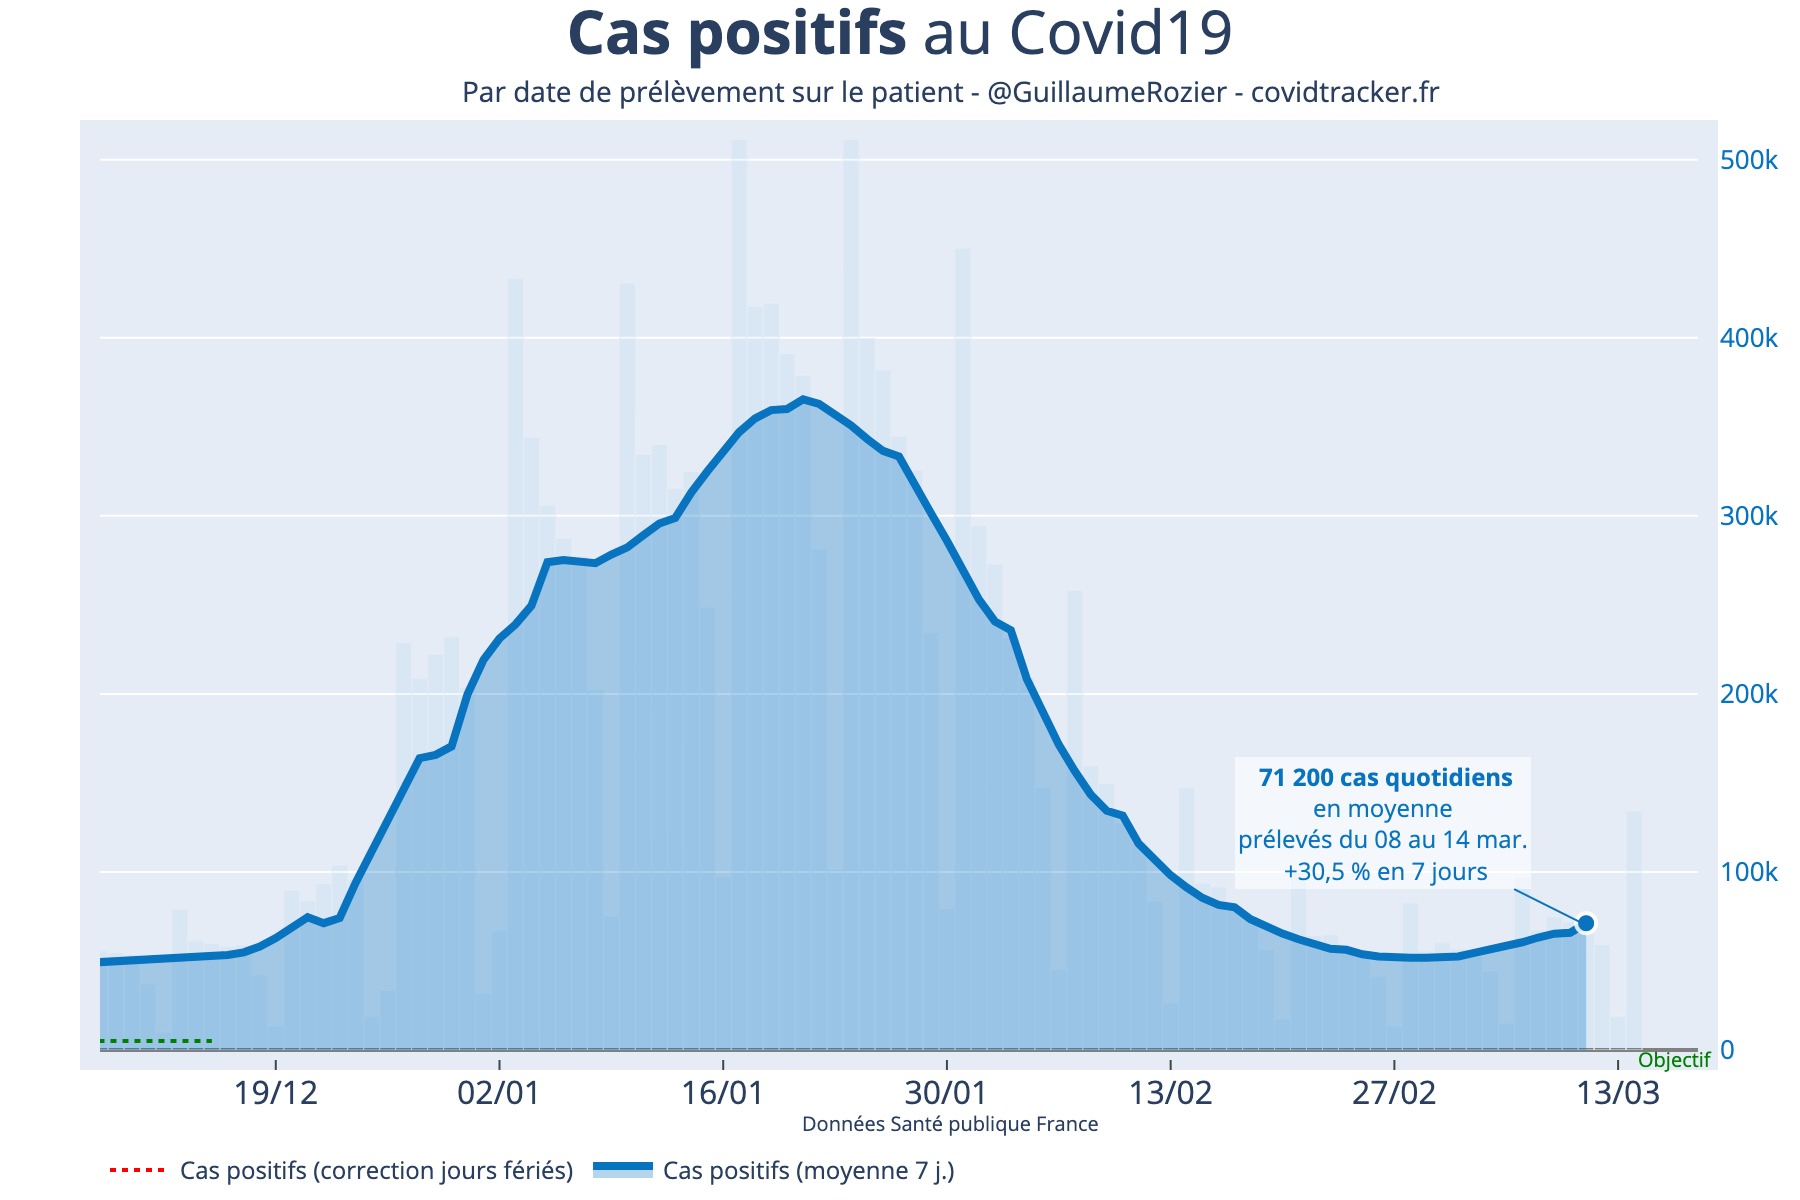 Cas positifs au Covid19
Par date de prélèvement sur le patient - @GuillaumeRozier - covidtracker.fr
500k
400k
300k
200k
71 200 cas quotidiens
en moyenne
prélevés du 08 au 14 mar.
+30,5 % en 7 jours
100k
0
Objectif
19/12 02/01 16/01 30/01 13/02 27/02 13/03
Données Santé publique France
Cas positifs (correction jours fériés) Cas positifs (moyenne 7 j.)